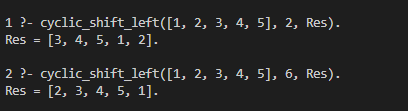 1 ?- cyclic_shift_left([1, 2, 3, 4, 5], 2, Res).
Res = [3, 4, 5, 1, 2].
2 ?- cyclic_shift_left([1, 2, 3, 4, 5], 6, Res).
Res = [2, 3, 4, 5, 1].